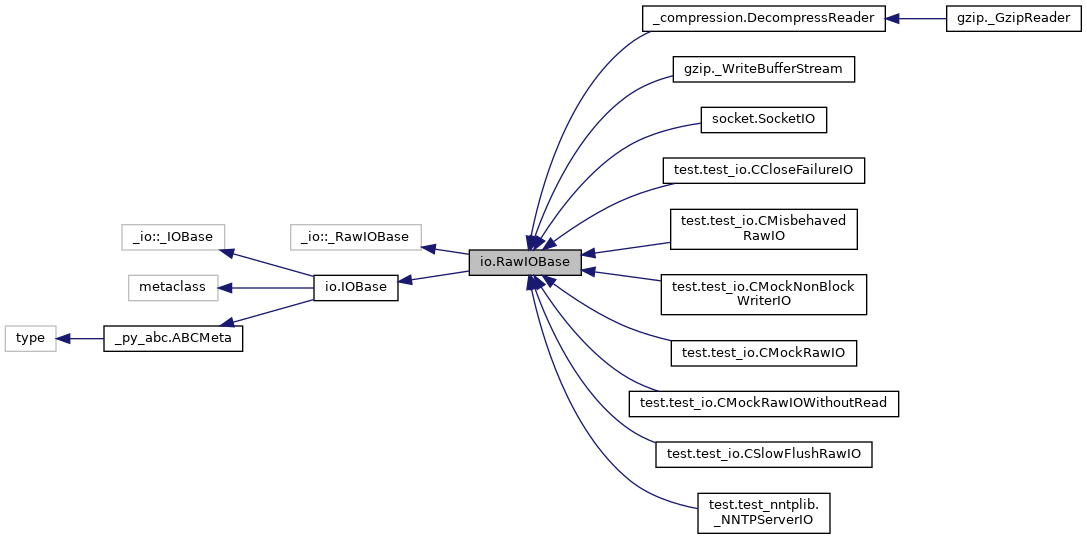 _compression.DecompressReader
gzip._GzipReader
gzip._WriteBufferStream
socket.SocketIO
test.test_io.CCloseFailureIO
test.test_io.CMisbehaved
RawIO
_io::_IOBase
_io::_RawIOBase
io.RawIOBase
metaclass
io.IOBase
test.test_io.CMockNonBlock
WriterIO
type
_py_abc.ABCMeta
test.test_io.CMockRawIO
test.test_io.CMockRawIOWithoutRead
test.test_io.CSlowFlushRawIO
test.test_nntplib.
_NNTPServerIO